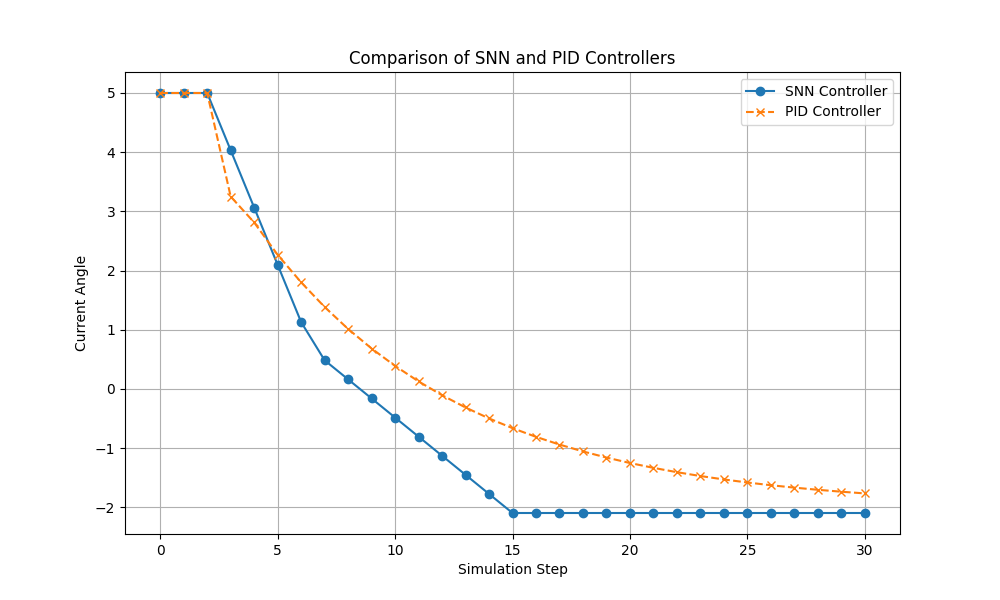 Comparison of SNN and PID Controllers
SNN Controller
PID Controller
Current Angle
5
4
3
2
1
0
−1
−2
0 5 10 15 20 25 30
Simulation Step